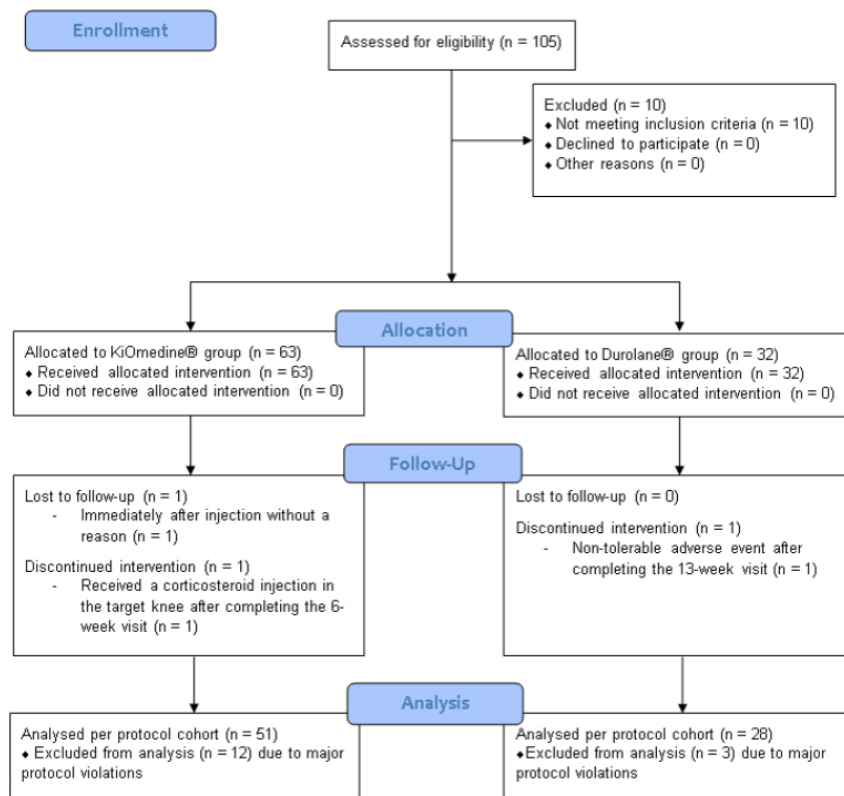 Enrollment
Assessed for eligibility (n = 105)
Excluded (n = 10)
⬥ Not meeting inclusion criteria (n = 10)
⬥ Declined to participate (n = 0)
⬥ Other reasons (n = 0)
Allocation
Allocated to KiOmedine® group (n = 63)
⬥ Received allocated intervention (n = 63)
⬥ Did not receive allocated intervention (n = 0)
Allocated to Durolane® group (n = 32)
⬥ Received allocated intervention (n = 32)
⬥ Did not receive allocated intervention (n = 0)
Follow-Up
Lost to follow-up (n = 1)
- Immediately after injection without a
reason (n = 1)
Discontinued intervention (n = 1)
- Received a corticosteroid injection in
the target knee after completing the 6-
week visit (n = 1)
Lost to follow-up (n = 0)
Discontinued intervention (n = 1)
- Non-tolerable adverse event after
completing the 13-week visit (n = 1)
Analysis
Analysed per protocol cohort (n = 51)
⬥ Excluded from analysis (n = 12) due to major
protocol violations
Analysed per protocol cohort (n = 28)
⬥Excluded from analysis (n = 3) due to major
protocol violations